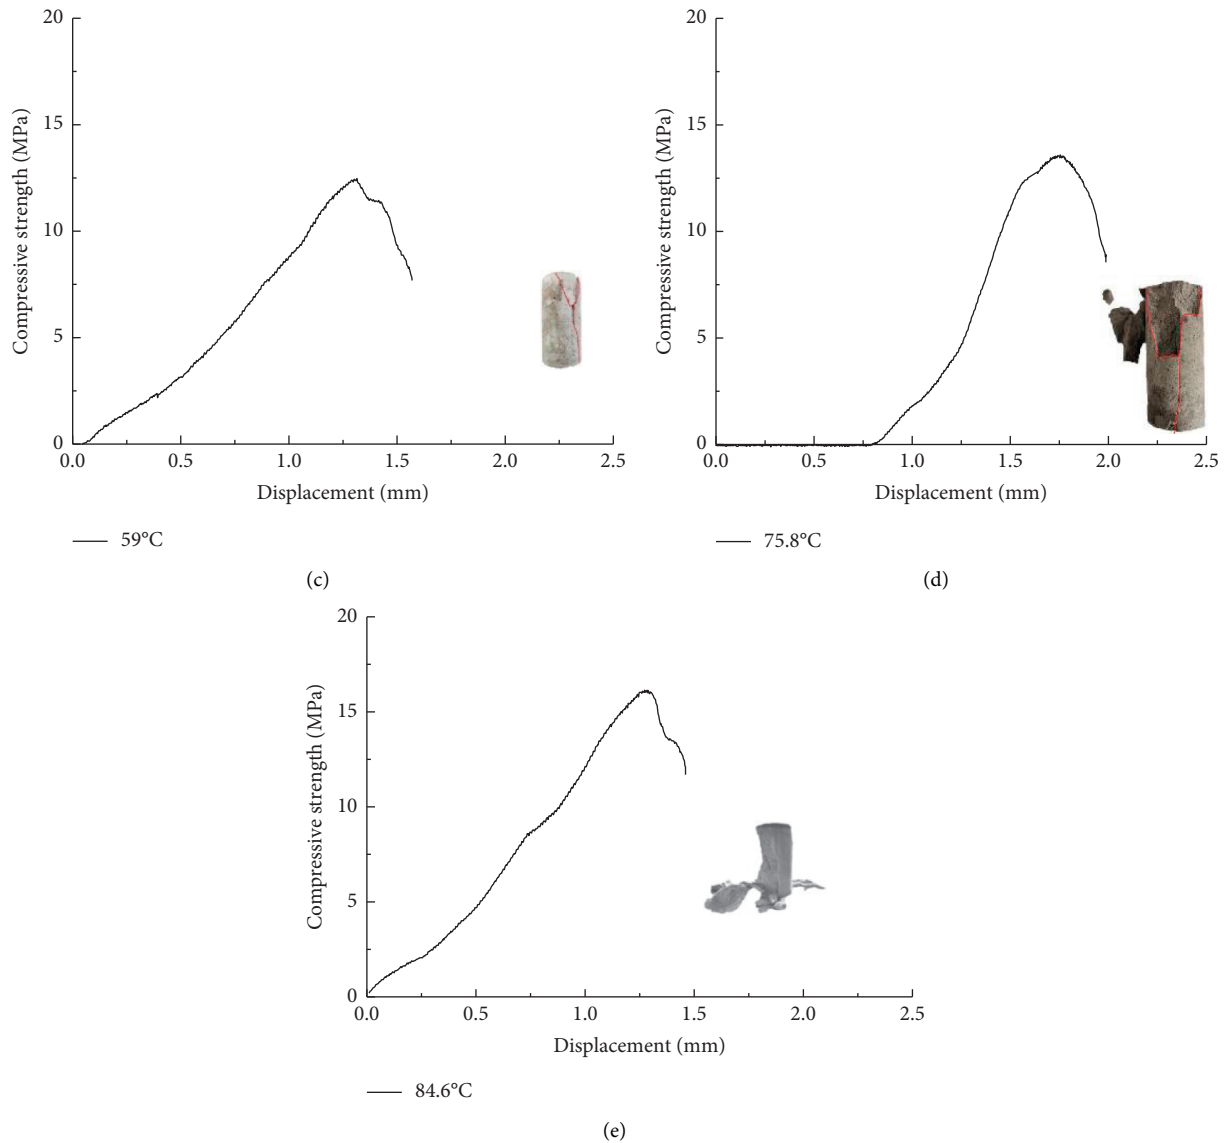 20
15
10
5
0
Compressive strength (MPa)
0.0 0.5 1.0 1.5 2.0 2.5
Displacement (mm)
59°C
(c)
20
15
10
5
0
Compressive strength (MPa)
0.0 0.5 1.0 1.5 2.0 2.5
Displacement (mm)
75.8°C
(d)
20
15
10
5
0
Compressive strength (MPa)
0.0 0.5 1.0 1.5 2.0 2.5
Displacement (mm)
84.6°C
(e)